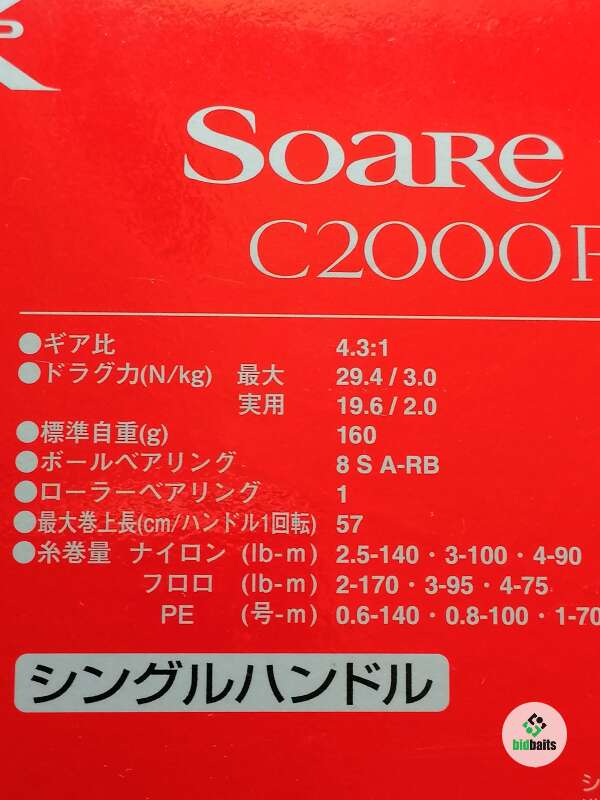 SoaRe
C2000P
●ギア比 4.3:1
●ドラグ力(N/kg) 最大 29.4 / 3.0
実用 19.6 / 2.0
●標準自重(g) 160
●ボールベアリング 8 S A-RB
●ローラーベアリング 1
●最大巻上長(cm/ハンドル1回転) 57
●糸巻量 ナイロン (lb-m) 2.5-140・3-100・4-90
フロロ (lb-m) 2-170・3-95・4-75
PE (号-m) 0.6-140・0.8-100・1-70
シングルハンドル
bidbaits